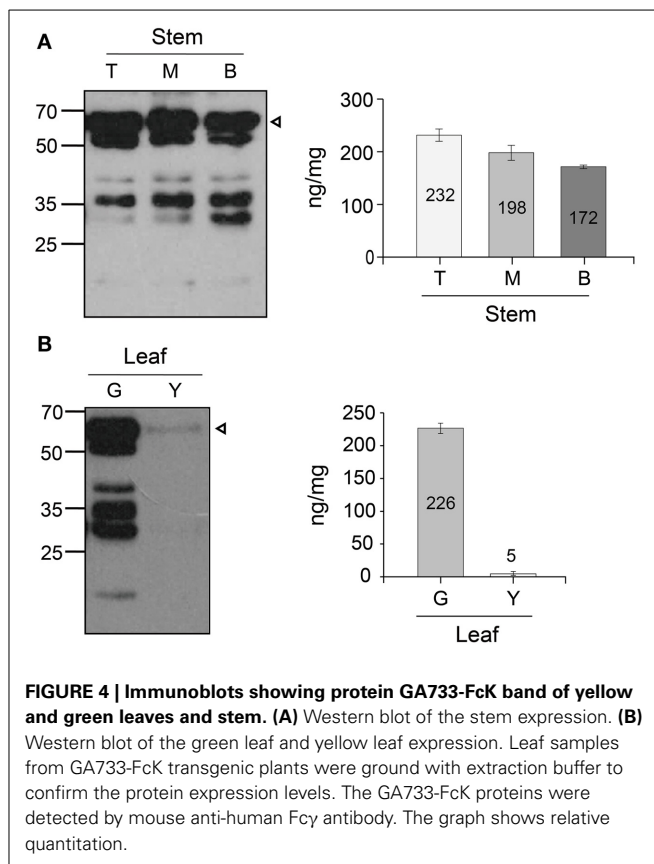 A
Stem
T M B
70
50
35
25
300
200
100
0
ng/mg
232
198
172
T M B
Stem
B
Leaf
G Y
70
50
35
25
250
200
150
100
50
0
ng/mg
226
5
G Y
Leaf
FIGURE 4 | Immunoblots showing protein GA733-FcK band of yellow
and green leaves and stem. (A) Western blot of the stem expression. (B)
Western blot of the green leaf and yellow leaf expression. Leaf samples
from GA733-FcK transgenic plants were ground with extraction buffer to
confirm the protein expression levels. The GA733-FcK proteins were
detected by mouse anti-human Fcγ antibody. The graph shows relative
quantitation.